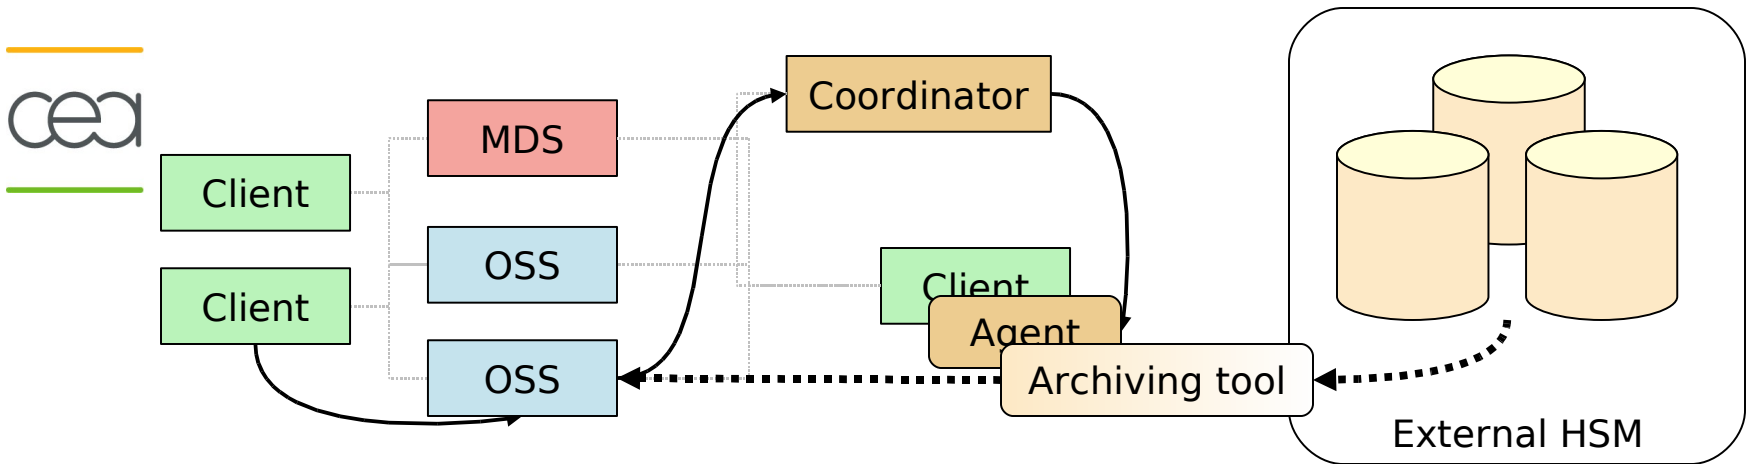 cea
Coordinator
MDS
Client
OSS
Client
Client
Agent
OSS
Archiving tool
External HSM